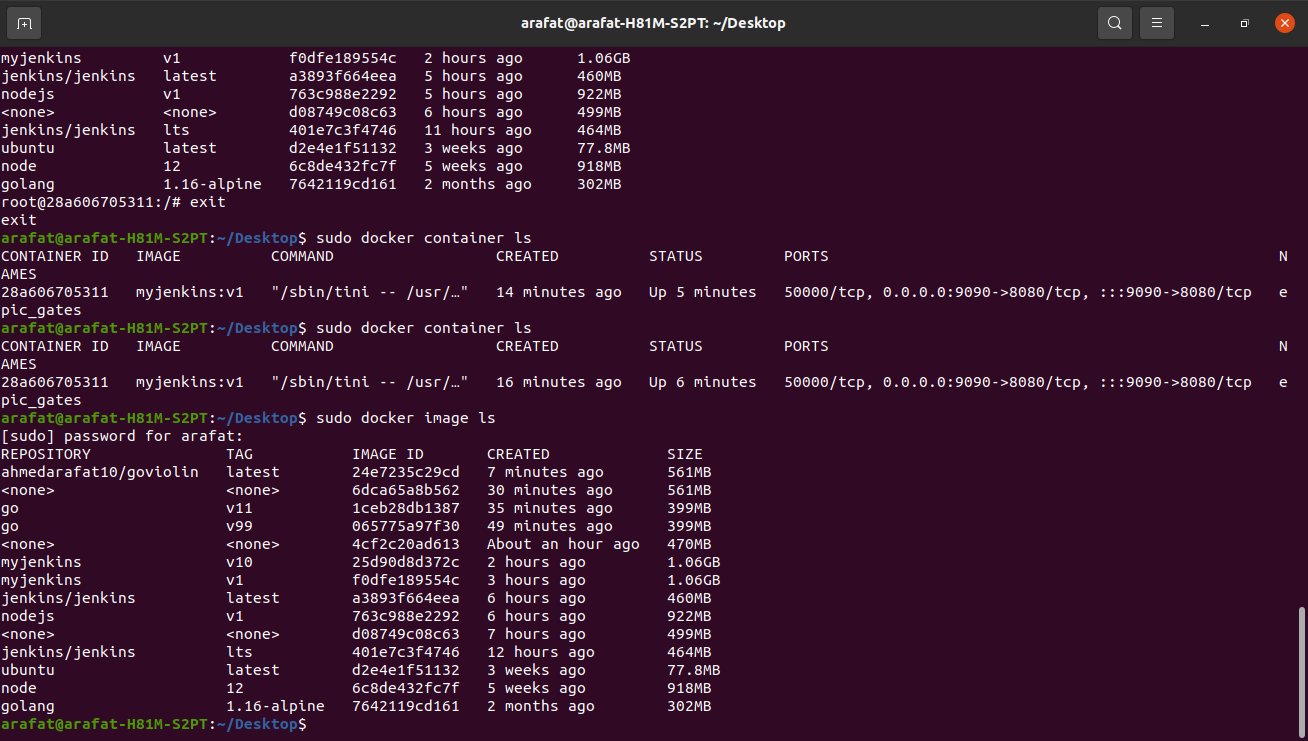 arafat@arafat-H81M-S2PT: ~/Desktop
myjenkins         v1            f0dfe189554c   2 hours ago      1.06GB
jenkins/jenkins   latest        a3893f664eea   5 hours ago      460MB
nodejs            v1            763c988e2292   5 hours ago      922MB
<none>            <none>        d08749c08c63   6 hours ago      499MB
jenkins/jenkins   lts           401e7c3f4746   11 hours ago     464MB
ubuntu            latest        d2e4e1f51132   3 weeks ago      77.8MB
node              12            6c8de432fc7f   5 weeks ago      918MB
golang            1.16-alpine   7642119cd161   2 months ago     302MB
root@28a606705311:/# exit
exit
arafat@arafat-H81M-S2PT:~/Desktop$ sudo docker container ls
CONTAINER ID   IMAGE          COMMAND                  CREATED          STATUS         PORTS                                                  N
AMES
28a606705311   myjenkins:v1   "/sbin/tini -- /usr/…"   14 minutes ago   Up 5 minutes   50000/tcp, 0.0.0.0:9090->8080/tcp, :::9090->8080/tcp   e
pic_gates
arafat@arafat-H81M-S2PT:~/Desktop$ sudo docker container ls
CONTAINER ID   IMAGE          COMMAND                  CREATED          STATUS         PORTS                                                  N
AMES
28a606705311   myjenkins:v1   "/sbin/tini -- /usr/…"   16 minutes ago   Up 6 minutes   50000/tcp, 0.0.0.0:9090->8080/tcp, :::9090->8080/tcp   e
pic_gates
arafat@arafat-H81M-S2PT:~/Desktop$ sudo docker image ls
[sudo] password for arafat:
REPOSITORY               TAG           IMAGE ID       CREATED             SIZE
ahmedarafat10/goviolin   latest        24e7235c29cd   7 minutes ago       561MB
<none>                   <none>        6dca65a8b562   30 minutes ago      561MB
go                       v11           1ceb28db1387   35 minutes ago      399MB
go                       v99           065775a97f30   49 minutes ago      399MB
<none>                   <none>        4cf2c20ad613   About an hour ago   470MB
myjenkins                v10           25d90d8d372c   2 hours ago         1.06GB
myjenkins                v1            f0dfe189554c   3 hours ago         1.06GB
jenkins/jenkins          latest        a3893f664eea   6 hours ago         460MB
nodejs                   v1            763c988e2292   6 hours ago         922MB
<none>                   <none>        d08749c08c63   7 hours ago         499MB
jenkins/jenkins          lts           401e7c3f4746   12 hours ago        464MB
ubuntu                   latest        d2e4e1f51132   3 weeks ago         77.8MB
node                     12            6c8de432fc7f   5 weeks ago         918MB
golang                   1.16-alpine   7642119cd161   2 months ago        302MB
arafat@arafat-H81M-S2PT:~/Desktop$